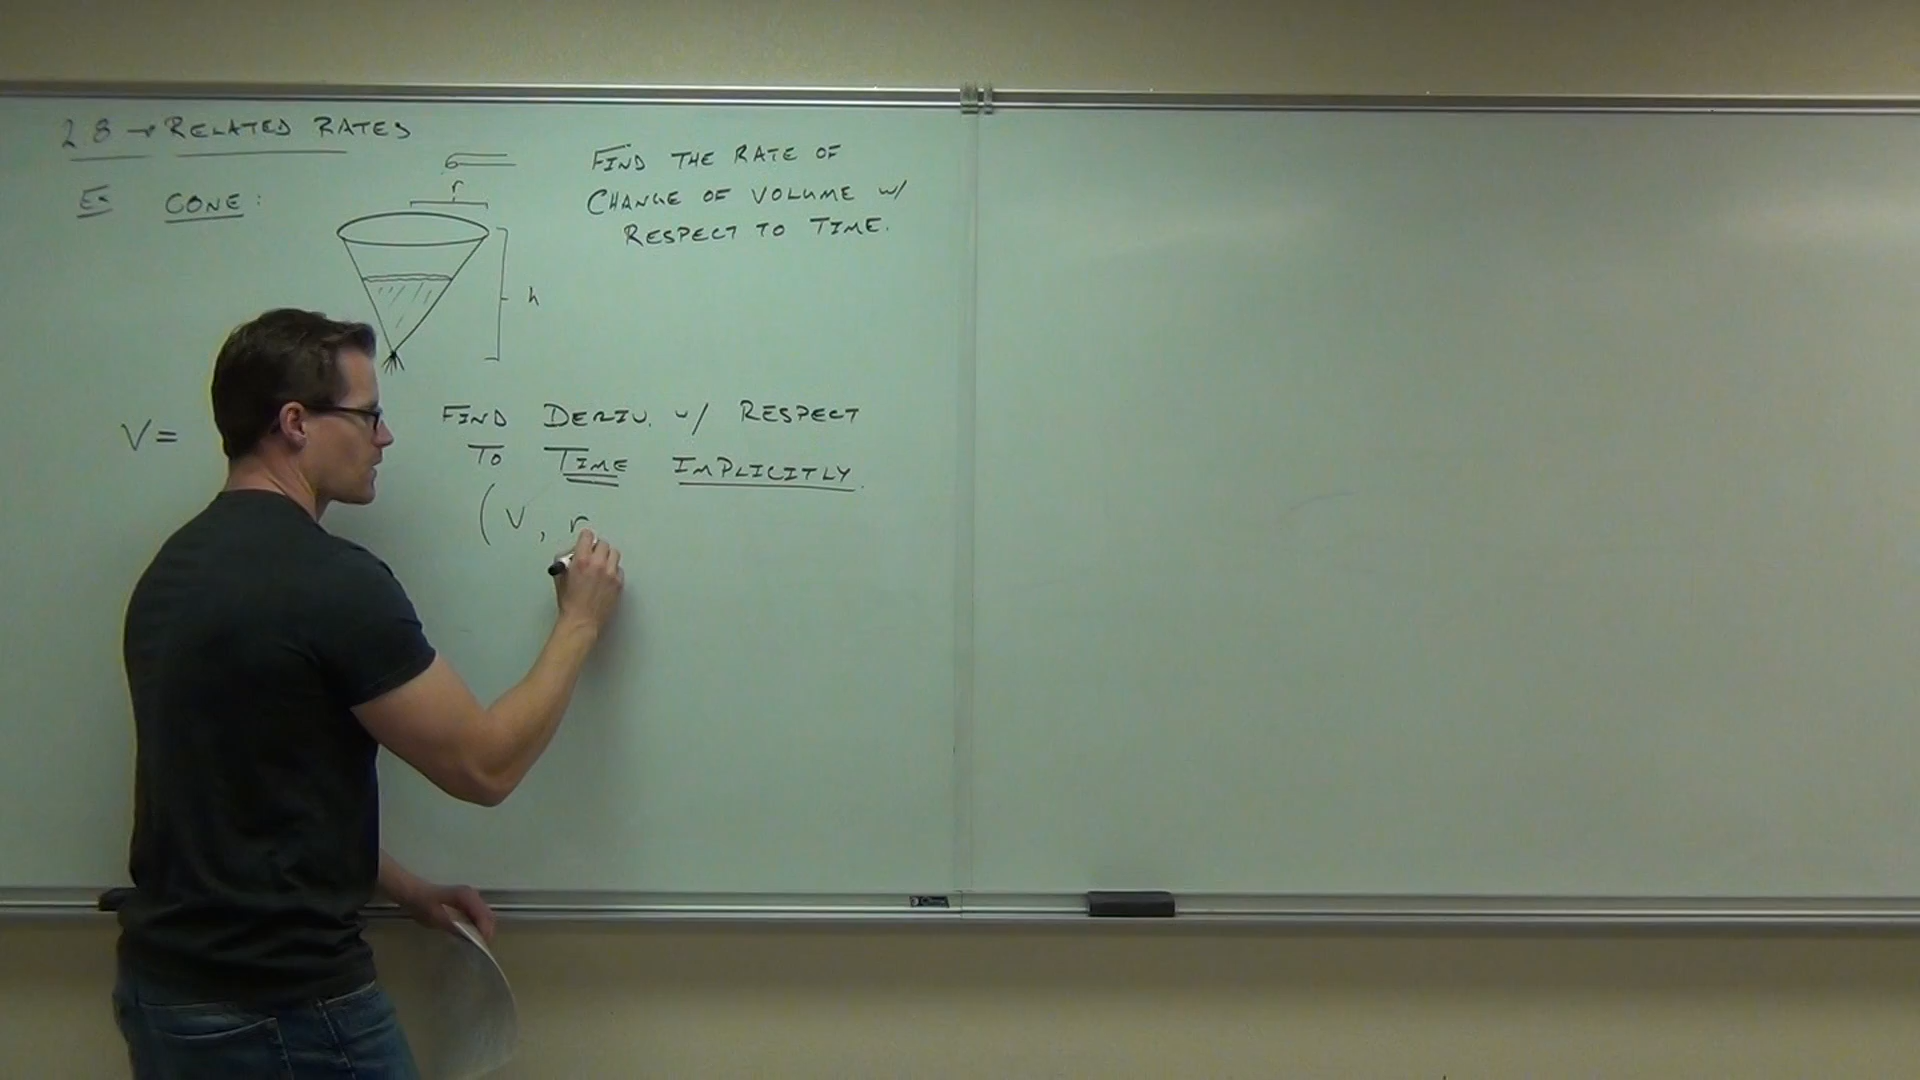 2.8 → RELATED RATES
EX CONE:
r
h
FIND THE RATE OF
CHANGE OF VOLUME w/
RESPECT TO TIME.
V=
FIND DERIV. w/ RESPECT
TO TIME IMPLICITLY.
(V, r